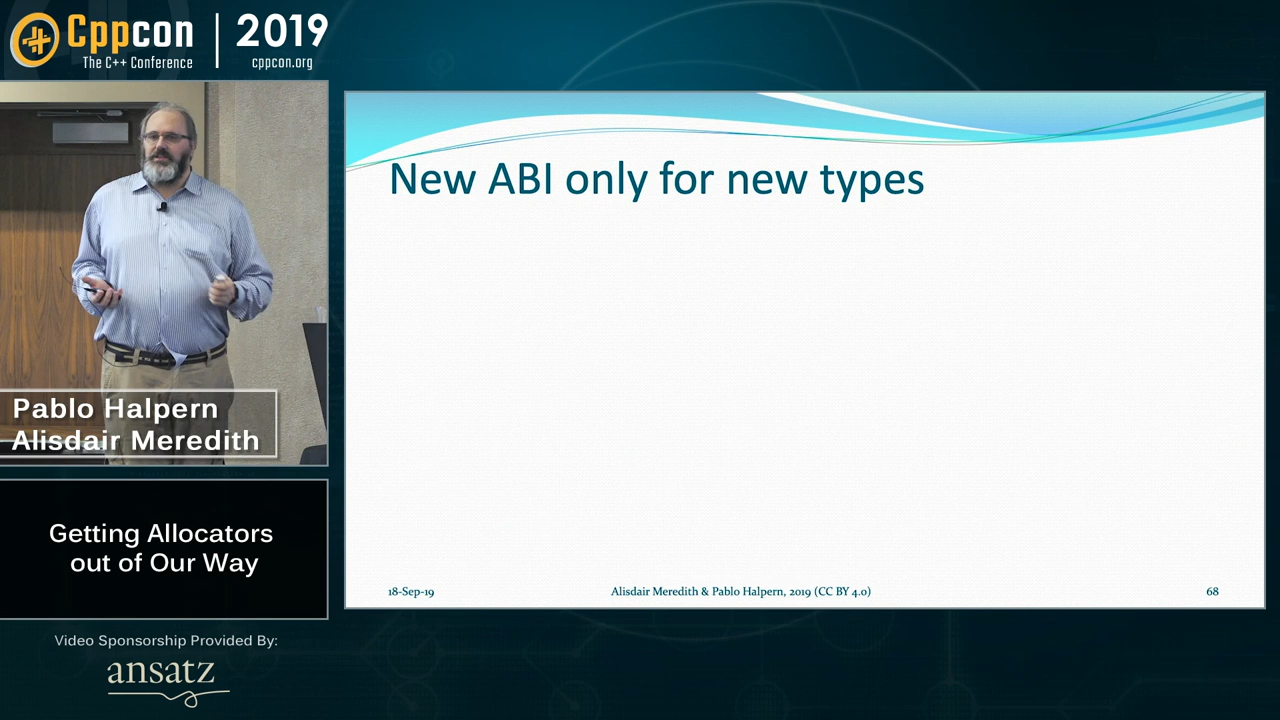 Cppcon
The C++ Conference
2019
cppcon.org
New ABI only for new types
Pablo Halpern
Alisdair Meredith
Getting Allocators
out of Our Way
Video Sponsorship Provided By:
ansatz
18-Sep-19
Alisdair Meredith & Pablo Halpern, 2019 (CC BY 4.0)
68